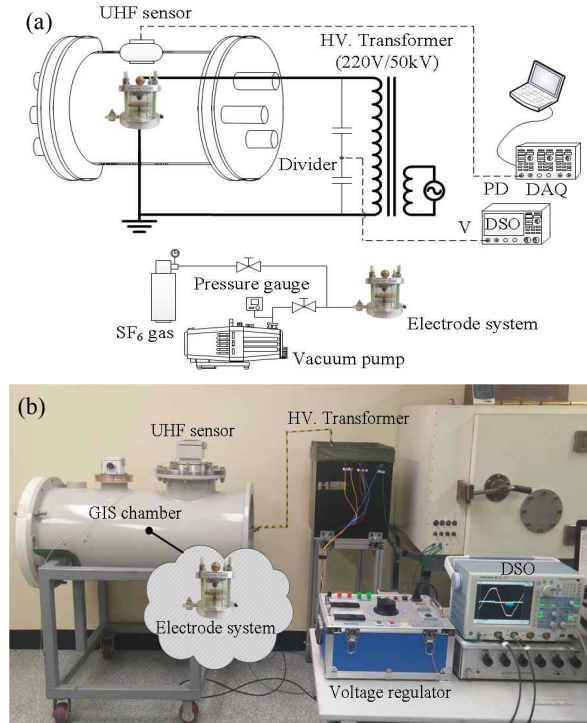 (a)
UHF sensor
HV. Transformer
(220V/50kV)
Divider
PD DAQ
V
DSO
Pressure gauge
SF₆ gas
Electrode system
Vacuum pump
(b)
HV. Transformer
UHF sensor
GIS chamber
DSO
Electrode system
Voltage regulator